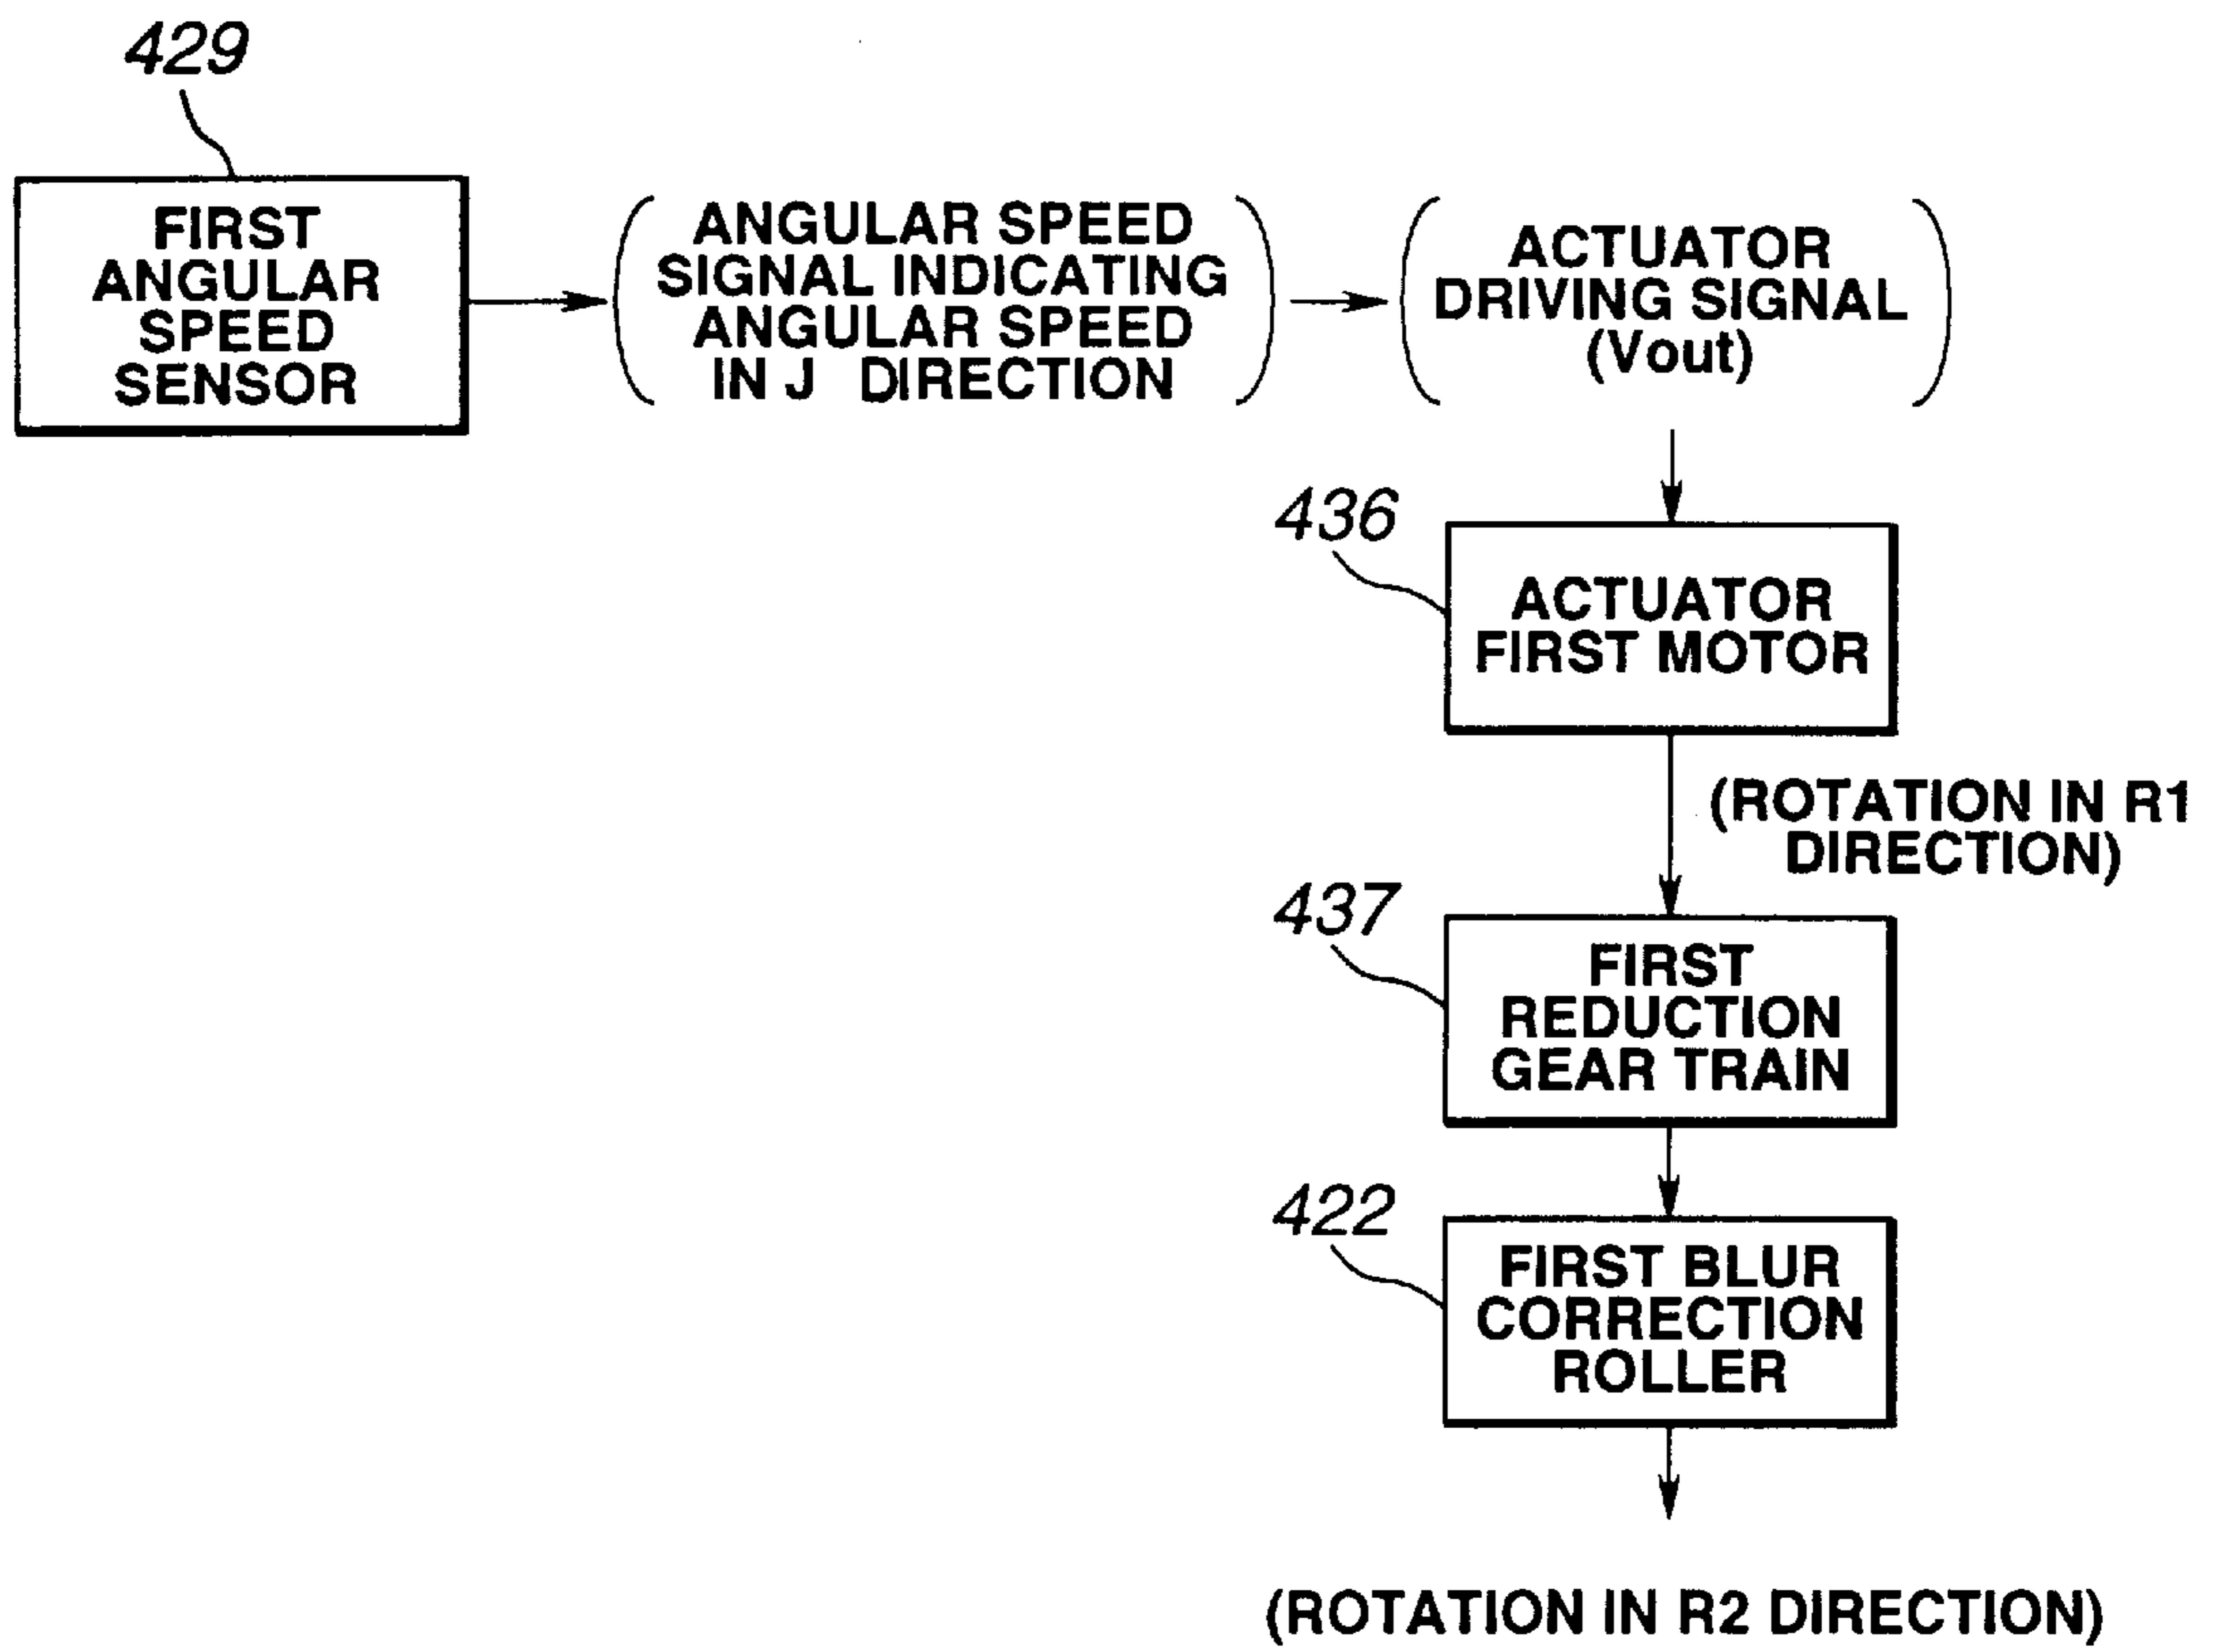 429
FIRST
ANGULAR
SPEED
SENSOR
ANGULAR SPEED
SIGNAL INDICATING
ANGULAR SPEED
IN J DIRECTION
ACTUATOR
DRIVING SIGNAL
(Vout)
436
ACTUATOR
FIRST MOTOR
(ROTATION IN R1
DIRECTION)
437
FIRST
REDUCTION
GEAR TRAIN
422
FIRST BLUR
CORRECTION
ROLLER
(ROTATION IN R2 DIRECTION)